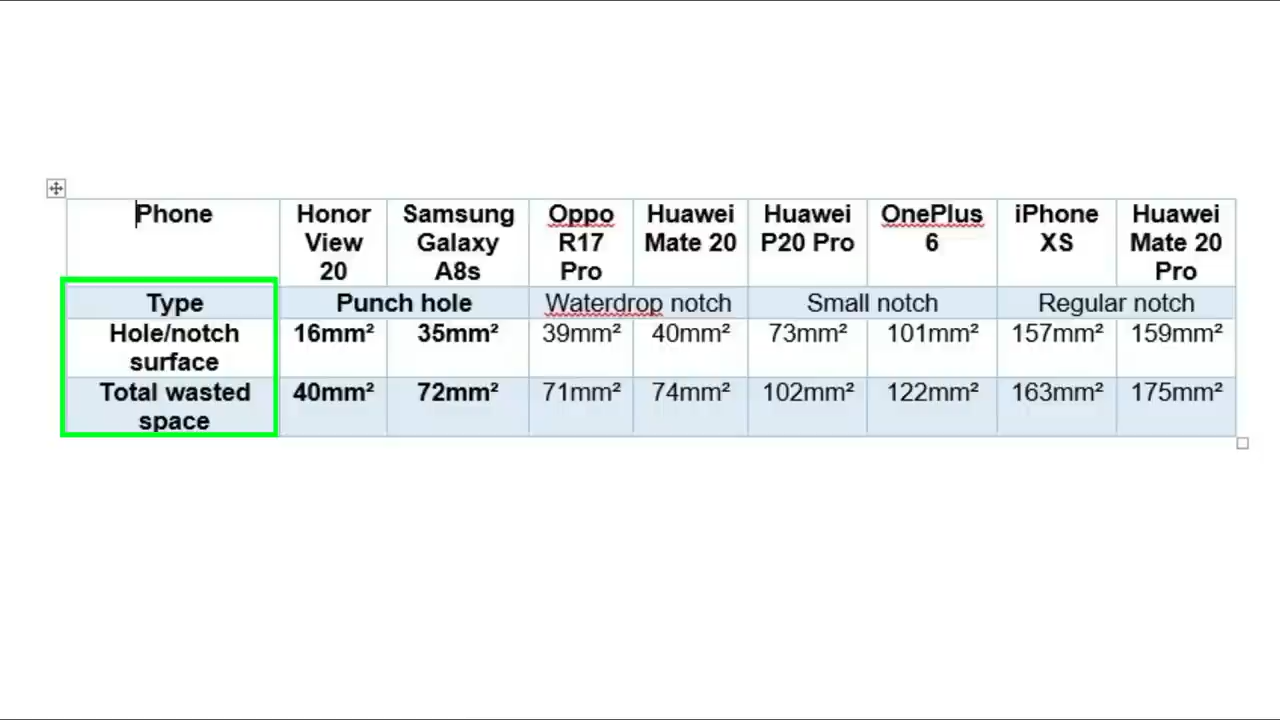 Phone Honor View 20 Samsung Galaxy A8s Oppo R17 Pro Huawei Mate 20 Huawei P20 Pro OnePlus 6 iPhone XS Huawei Mate 20 Pro
Type Punch hole Waterdrop notch Small notch Regular notch
Hole/notch surface 16mm² 35mm² 39mm² 40mm² 73mm² 101mm² 157mm² 159mm²
Total wasted space 40mm² 72mm² 71mm² 74mm² 102mm² 122mm² 163mm² 175mm²